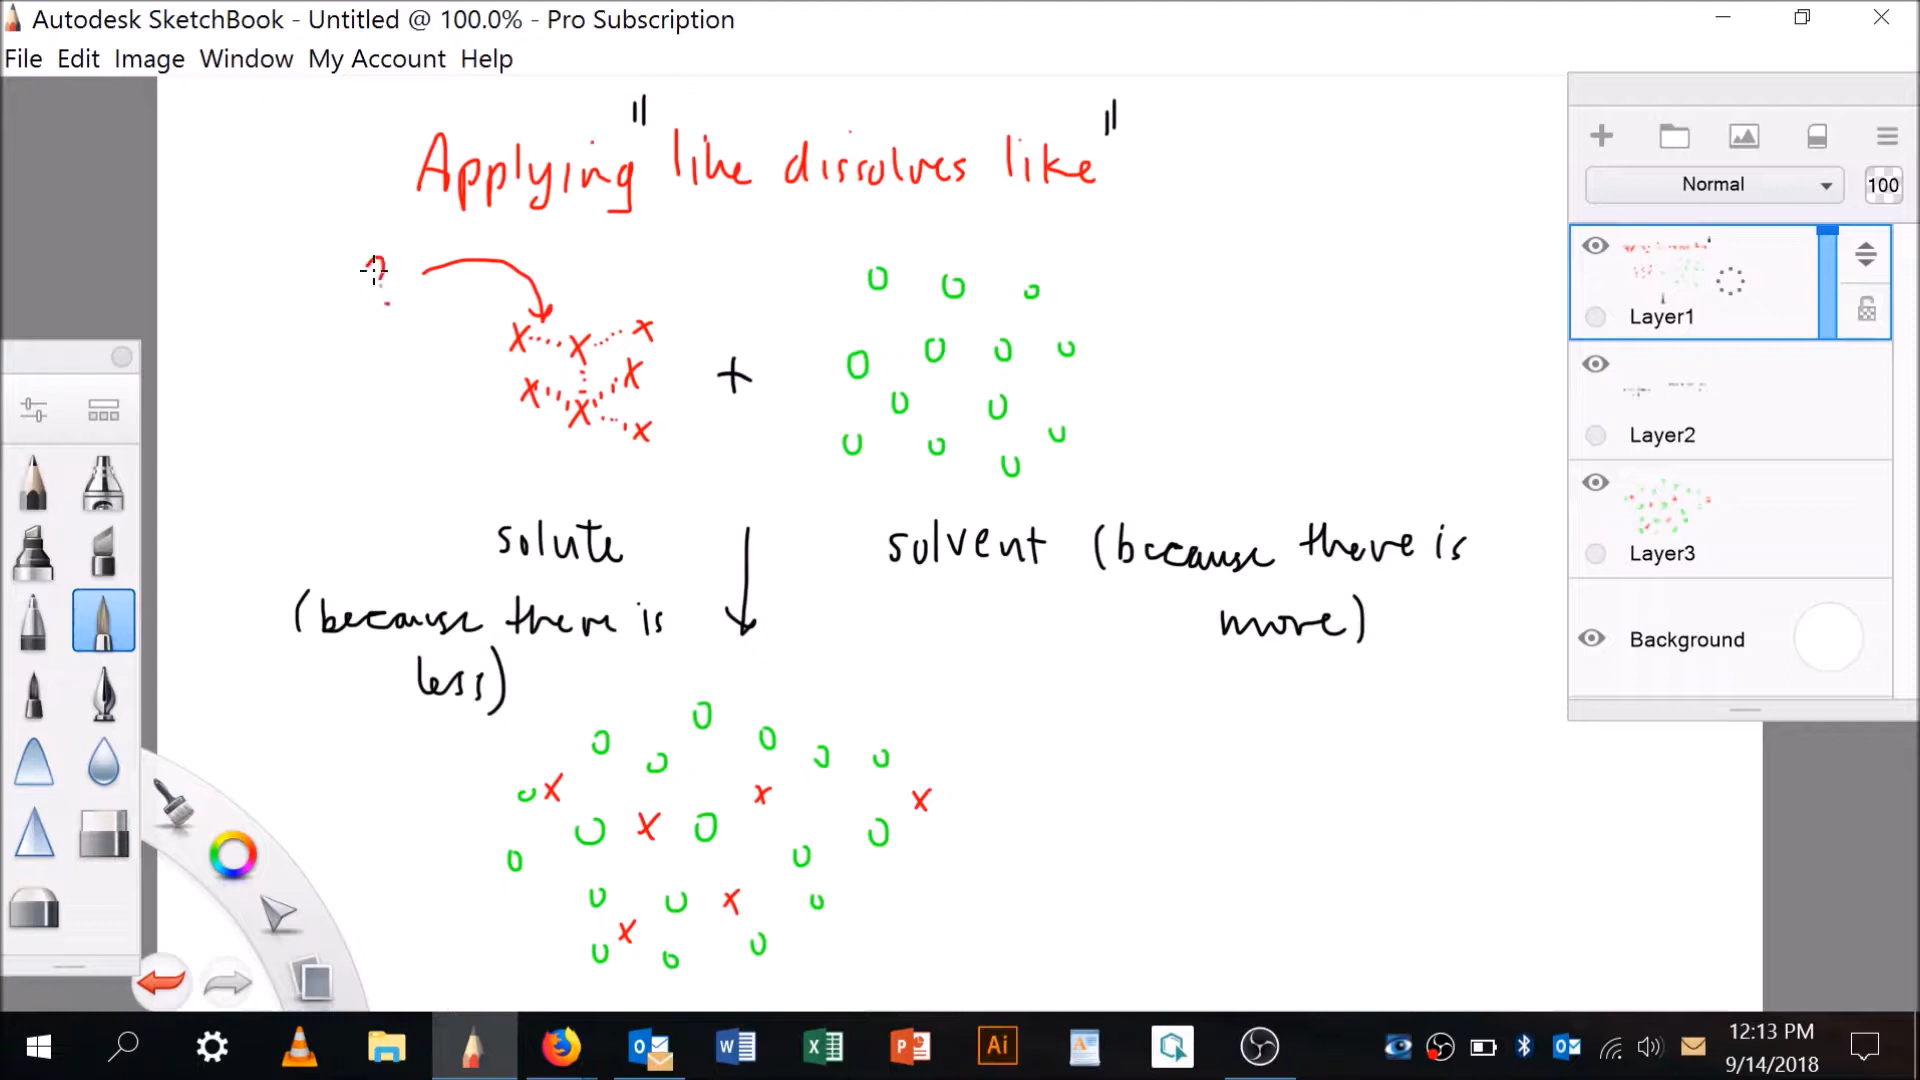 Autodesk SketchBook - Untitled @ 100.0% - Pro Subscription
File Edit Image Window My Account Help
Applying "like dissolves like"
?
x x x
x x x
x
+
solute
(because there is less)
solvent (because there is more)
Normal
100
Layer1
Layer2
Layer3
Background
12:13 PM
9/14/2018